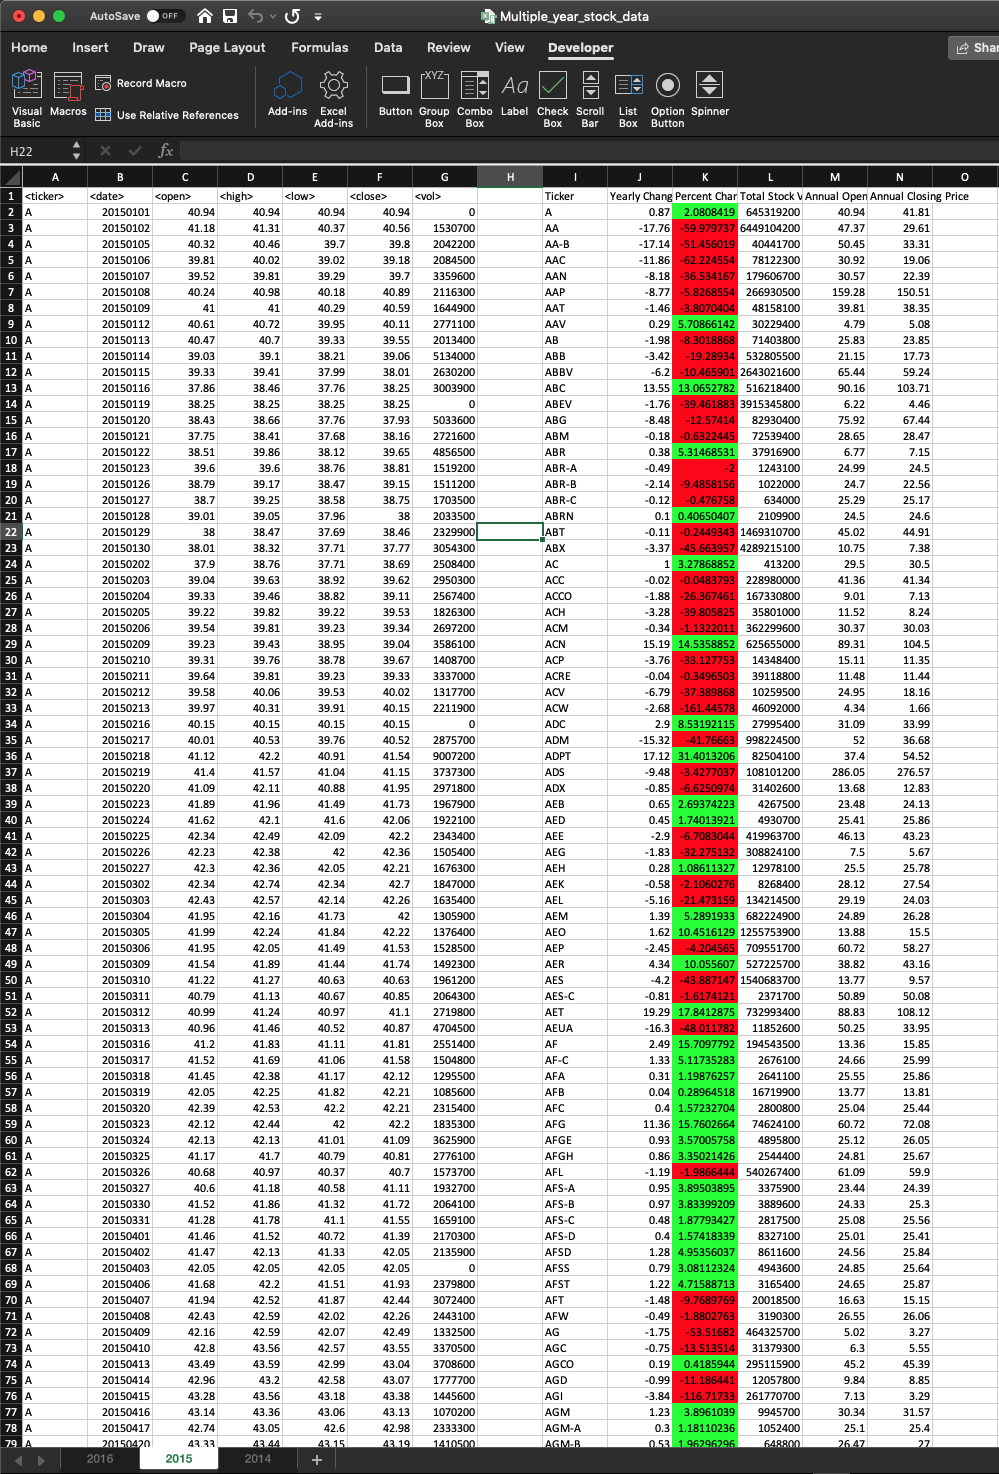 AutoSave OFF Multiple_year_stock_data
Home Insert Draw Page Layout Formulas Data Review View Developer Shar
Visual Basic Macros Record Macro Use Relative References Add-ins Excel Add-ins Button Group Box Combo Box Label Check Box Scroll Bar List Box Option Button Spinner
H22 fx
A B C D E F G H I J K L M N O
1 <ticker> <date> <open> <high> <low> <close> <vol> Ticker Yearly Chang Percent Char Total Stock V Annual Open Annual Closing Price
2 A 20150101 40.94 40.94 40.94 40.94 0 A 0.87 2.0808419 645319200 40.94 41.81
3 A 20150102 41.18 41.31 40.37 40.56 1530700 AA -17.76 -59.979737 6449104200 47.37 29.61
4 A 20150105 40.32 40.46 39.7 39.8 2042200 AA-B -17.14 -51.456019 40441700 50.45 33.31
5 A 20150106 39.81 40.02 39.02 39.18 2084500 AAC -11.86 -62.224554 78122300 30.92 19.06
6 A 20150107 39.52 39.81 39.29 39.7 3359600 AAN -8.18 -36.534167 179606700 30.57 22.39
7 A 20150108 40.24 40.98 40.18 40.89 2116300 AAP -8.77 -5.8268554 266930500 159.28 150.51
8 A 20150109 41 41 40.29 40.59 1644900 AAT -1.46 -3.8070404 48158100 39.81 38.35
9 A 20150112 40.61 40.72 39.95 40.11 2771100 AAV 0.29 5.70866142 30229400 4.79 5.08
10 A 20150113 40.47 40.7 39.33 39.55 2013400 AB -1.98 -8.3018868 71403800 25.83 23.85
11 A 20150114 39.03 39.1 38.21 39.06 5134000 ABB -3.42 -19.28934 532805500 21.15 17.73
12 A 20150115 39.33 39.41 37.99 38.01 2630200 ABBV -6.2 -10.465901 2643021600 65.44 59.24
13 A 20150116 37.86 38.46 37.76 38.25 3003900 ABC 13.55 13.0652782 516218400 90.16 103.71
14 A 20150119 38.25 38.25 38.25 38.25 0 ABEV -1.76 -39.461883 3915345800 6.22 4.46
15 A 20150120 38.43 38.66 37.76 37.93 5033600 ABG -8.48 -12.57414 82930400 75.92 67.44
16 A 20150121 37.75 38.41 37.68 38.16 2721600 ABM -0.18 -0.6322445 72539400 28.65 28.47
17 A 20150122 38.51 39.86 38.12 39.65 4856500 ABR 0.38 5.31468531 37916900 6.77 7.15
18 A 20150123 39.6 39.6 38.76 38.81 1519200 ABR-A -0.49 -2 1243100 24.99 24.5
19 A 20150126 38.79 39.17 38.47 39.15 1511200 ABR-B -2.14 -9.4858156 1022000 24.7 22.56
20 A 20150127 38.7 39.25 38.58 38.75 1703500 ABR-C -0.12 -0.476758 634000 25.29 25.17
21 A 20150128 39.01 39.05 37.96 38 2033500 ABRN 0.1 0.40650407 2109900 24.5 24.6
22 A 20150129 38 38.47 37.69 38.46 2329900 ABT -0.11 -0.2449343 1469310700 45.02 44.91
23 A 20150130 38.01 38.32 37.71 37.77 3054300 ABX -3.37 -45.663957 4289215100 10.75 7.38
24 A 20150202 37.9 38.76 37.71 38.69 2508400 AC 1 3.27868852 413200 29.5 30.5
25 A 20150203 39.04 39.63 38.92 39.62 2950300 ACC -0.02 -0.0483793 228980000 41.36 41.34
26 A 20150204 39.33 39.46 38.82 39.11 2567400 ACCO -1.88 -26.367461 167330800 9.01 7.13
27 A 20150205 39.22 39.82 39.22 39.53 1826300 ACH -3.28 -39.805825 35801000 11.52 8.24
28 A 20150206 39.54 39.81 39.23 39.34 2697200 ACM -0.34 -1.1322011 362299600 30.37 30.03
29 A 20150209 39.23 39.43 38.95 39.04 3586100 ACN 15.19 14.5358852 625655000 89.31 104.5
30 A 20150210 39.31 39.76 38.78 39.67 1408700 ACP -3.76 -33.127753 14348400 15.11 11.35
31 A 20150211 39.64 39.81 39.23 39.33 3337000 ACRE -0.04 -0.3496503 39118800 11.48 11.44
32 A 20150212 39.58 40.06 39.53 40.02 1317700 ACV -6.79 -37.389868 10259500 24.95 18.16
33 A 20150213 39.97 40.31 39.91 40.15 2211900 ACW -2.68 -161.44578 46092000 4.34 1.66
34 A 20150216 40.15 40.15 40.15 40.15 0 ADC 2.9 8.53192115 27995400 31.09 33.99
35 A 20150217 40.01 40.53 39.76 40.52 2875700 ADM -15.32 -41.76663 998224500 52 36.68
36 A 20150218 41.12 42.2 40.91 41.54 9007200 ADPT 17.12 31.4013206 82504100 37.4 54.52
37 A 20150219 41.4 41.57 41.04 41.15 3737300 ADS -9.48 -3.4277037 108101200 286.05 276.57
38 A 20150220 41.09 42.11 40.88 41.95 2971800 ADX -0.85 -6.6250974 31402600 13.68 12.83
39 A 20150223 41.89 41.96 41.49 41.73 1967900 AEB 0.65 2.69374223 4267500 23.48 24.13
40 A 20150224 41.62 42.1 41.6 42.06 1922100 AED 0.45 1.74013921 4930700 25.41 25.86
41 A 20150225 42.34 42.49 42.09 42.2 2343400 AEE -2.9 -6.7083044 419963700 46.13 43.23
42 A 20150226 42.23 42.38 42 42.36 1505400 AEG -1.83 -32.275132 308824100 7.5 5.67
43 A 20150227 42.3 42.36 42.05 42.21 1676300 AEH 0.28 1.08611327 12978100 25.5 25.78
44 A 20150302 42.34 42.74 42.34 42.7 1847000 AEK -0.58 -2.1060276 8268400 28.12 27.54
45 A 20150303 42.43 42.57 42.14 42.26 1635400 AEL -5.16 -21.473159 134214500 29.19 24.03
46 A 20150304 41.95 42.16 41.73 42 1305900 AEM 1.39 5.2891933 682224900 24.89 26.28
47 A 20150305 41.99 42.24 41.84 42.22 1376400 AEO 1.62 10.4516129 1255753900 13.88 15.5
48 A 20150306 41.95 42.05 41.49 41.53 1528500 AEP -2.45 -4.204565 709551700 60.72 58.27
49 A 20150309 41.54 41.89 41.44 41.74 1492300 AER 4.34 10.055607 527225700 38.82 43.16
50 A 20150310 41.22 41.27 40.63 40.63 1961200 AES -4.2 -43.887147 1540683700 13.77 9.57
51 A 20150311 40.79 41.13 40.67 40.85 2064300 AES-C -0.81 -1.6174121 2371700 50.89 50.08
52 A 20150312 40.99 41.24 40.97 41.1 2719800 AET 19.29 17.8412875 732993400 88.83 108.12
53 A 20150313 40.96 41.46 40.52 40.87 4704500 AEUA -16.3 -48.011782 11852600 50.25 33.95
54 A 20150316 41.2 41.83 41.11 41.81 2551400 AF 2.49 15.7097792 194543500 13.36 15.85
55 A 20150317 41.52 41.69 41.06 41.58 1504800 AF-C 1.33 5.11735283 2676100 24.66 25.99
56 A 20150318 41.45 42.38 41.17 42.12 1295500 AFA 0.31 1.19876257 2641100 25.55 25.86
57 A 20150319 42.05 42.25 41.82 42.21 1085600 AFB 0.04 0.28964518 16719900 13.77 13.81
58 A 20150320 42.39 42.53 42.2 42.21 2315400 AFC 0.4 1.57232704 2800800 25.04 25.44
59 A 20150323 42.12 42.44 42 42.2 1835300 AFG 11.36 15.7602664 74624100 60.72 72.08
60 A 20150324 42.13 42.13 41.01 41.09 3625900 AFGE 0.93 3.57005758 4895800 25.12 26.05
61 A 20150325 41.17 41.7 40.79 40.81 2776100 AFGH 0.86 3.35021426 2544400 24.81 25.67
62 A 20150326 40.68 40.97 40.37 40.7 1573700 AFL -1.19 -1.9866444 540267400 61.09 59.9
63 A 20150327 40.6 41.18 40.58 41.11 1932700 AFS-A 0.95 3.89503895 3375900 23.44 24.39
64 A 20150330 41.52 41.86 41.32 41.72 2064100 AFS-B 0.97 3.83399209 3889600 24.33 25.3
65 A 20150331 41.28 41.78 41.1 41.55 1659100 AFS-C 0.48 1.87793427 2817500 25.08 25.56
66 A 20150401 41.46 41.52 40.72 41.39 2170300 AFS-D 0.4 1.57418339 8327100 25.01 25.41
67 A 20150402 41.47 42.13 41.33 42.05 2135900 AFSD 1.28 4.95356037 8611600 24.56 25.84
68 A 20150403 42.05 42.05 42.05 42.05 0 AFSS 0.79 3.08112324 4943600 24.85 25.64
69 A 20150406 41.68 42.2 41.51 41.93 2379800 AFST 1.22 4.71588713 3165400 24.65 25.87
70 A 20150407 41.94 42.52 41.87 42.44 3072400 AFT -1.48 -9.7689769 20018500 16.63 15.15
71 A 20150408 42.43 42.59 42.02 42.26 2443100 AFW -0.49 -1.8802763 3190300 26.55 26.06
72 A 20150409 42.16 42.59 42.07 42.49 1332500 AG -1.75 -53.51682 464325700 5.02 3.27
73 A 20150410 42.8 43.56 42.57 43.55 3370500 AGC -0.75 -13.513514 31379300 6.3 5.55
74 A 20150413 43.49 43.59 42.99 43.04 3708600 AGCO 0.19 0.4185944 295115900 45.2 45.39
75 A 20150414 42.96 43.2 42.58 43.07 1777700 AGD -0.99 -11.186441 12057800 9.84 8.85
76 A 20150415 43.28 43.56 43.18 43.38 1445600 AGI -3.84 -116.71733 261770700 7.13 3.29
77 A 20150416 43.14 43.36 43.06 43.13 1070200 AGM 1.23 3.8961039 9945700 30.34 31.57
78 A 20150417 42.74 43.05 42.6 42.98 2333300 AGM-A 0.3 1.18110236 1052400 25.1 25.4
79 A 20150420 43.33 43.44 43.15 43.19 1410500 AGM-B 0.53 1.96296296 648800 26.47 27
2016 2015 2014 +